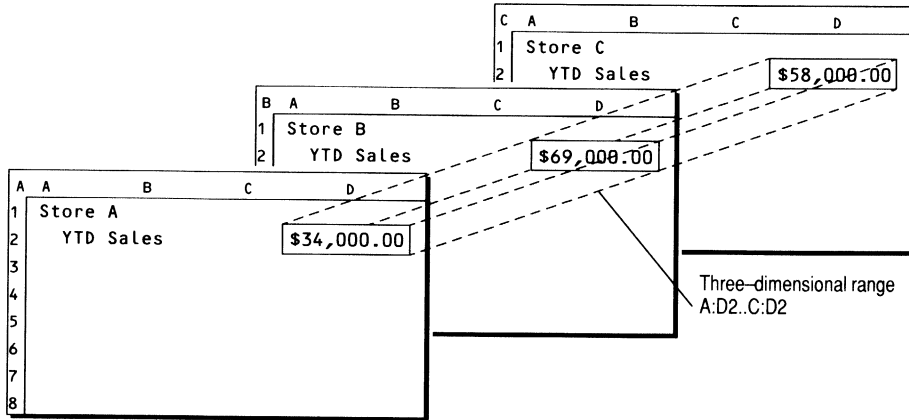 C A B C D
1 Store C
2 YTD Sales $58,000.00
B A B C D
1 Store B
2 YTD Sales $69,000.00
A A B C D
1 Store A
2 YTD Sales $34,000.00
3
4
5
6
7
8
Three–dimensional range
A:D2..C:D2